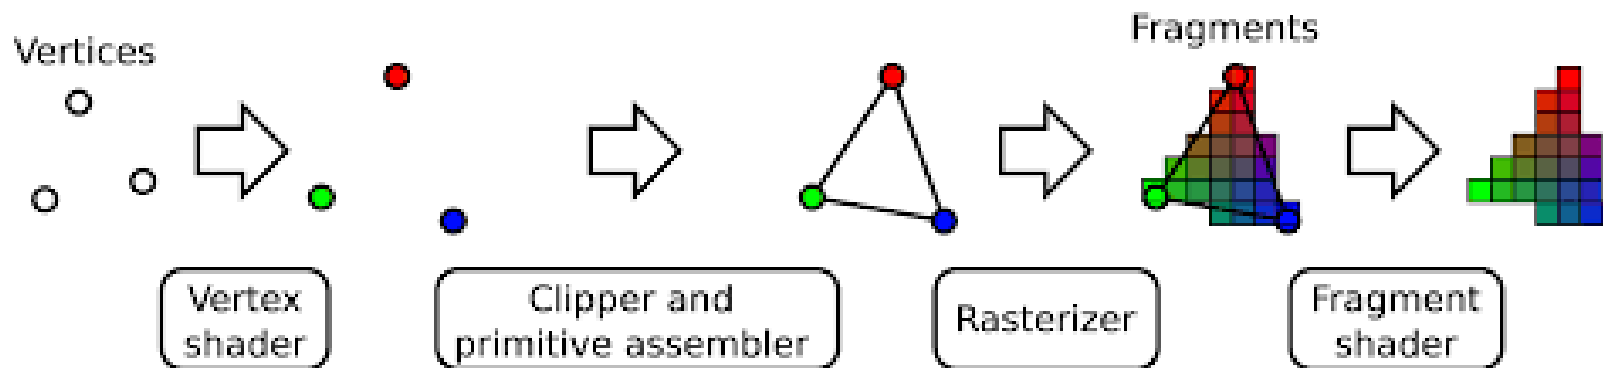 Vertices
Fragments
Vertex
shader
Clipper and
primitive assembler
Rasterizer
Fragment
shader